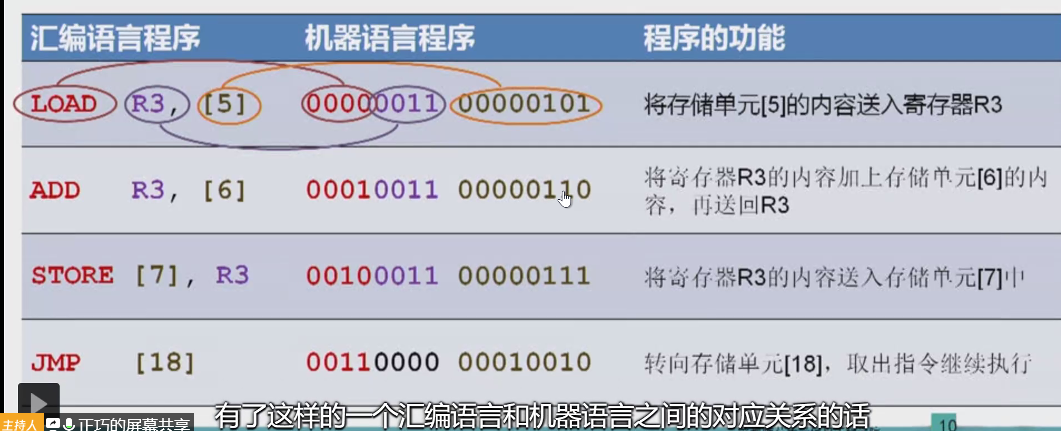 汇编语言程序 机器语言程序 程序的功能
LOAD R3, [5] 00000011 00000101 将存储单元[5]的内容送入寄存器R3
ADD R3, [6] 00010011 00000110 将寄存器R3的内容加上存储单元[6]的内
容，再送回R3
STORE [7], R3 00100011 00000111 将寄存器R3的内容送入存储单元[7]中
JMP [18] 00110000 00010010 转向存储单元[18]，取出指令继续执行
有了这样的一个汇编语言和机器语言之间的对应关系的话
主持人 正巧的屏幕共享
10